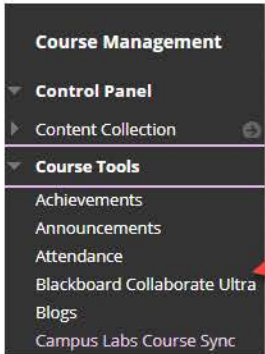 Course Management
Control Panel
Content Collection
Course Tools
Achievements
Announcements
Attendance
Blackboard Collaborate Ultra
Blogs
Campus Labs Course Sync